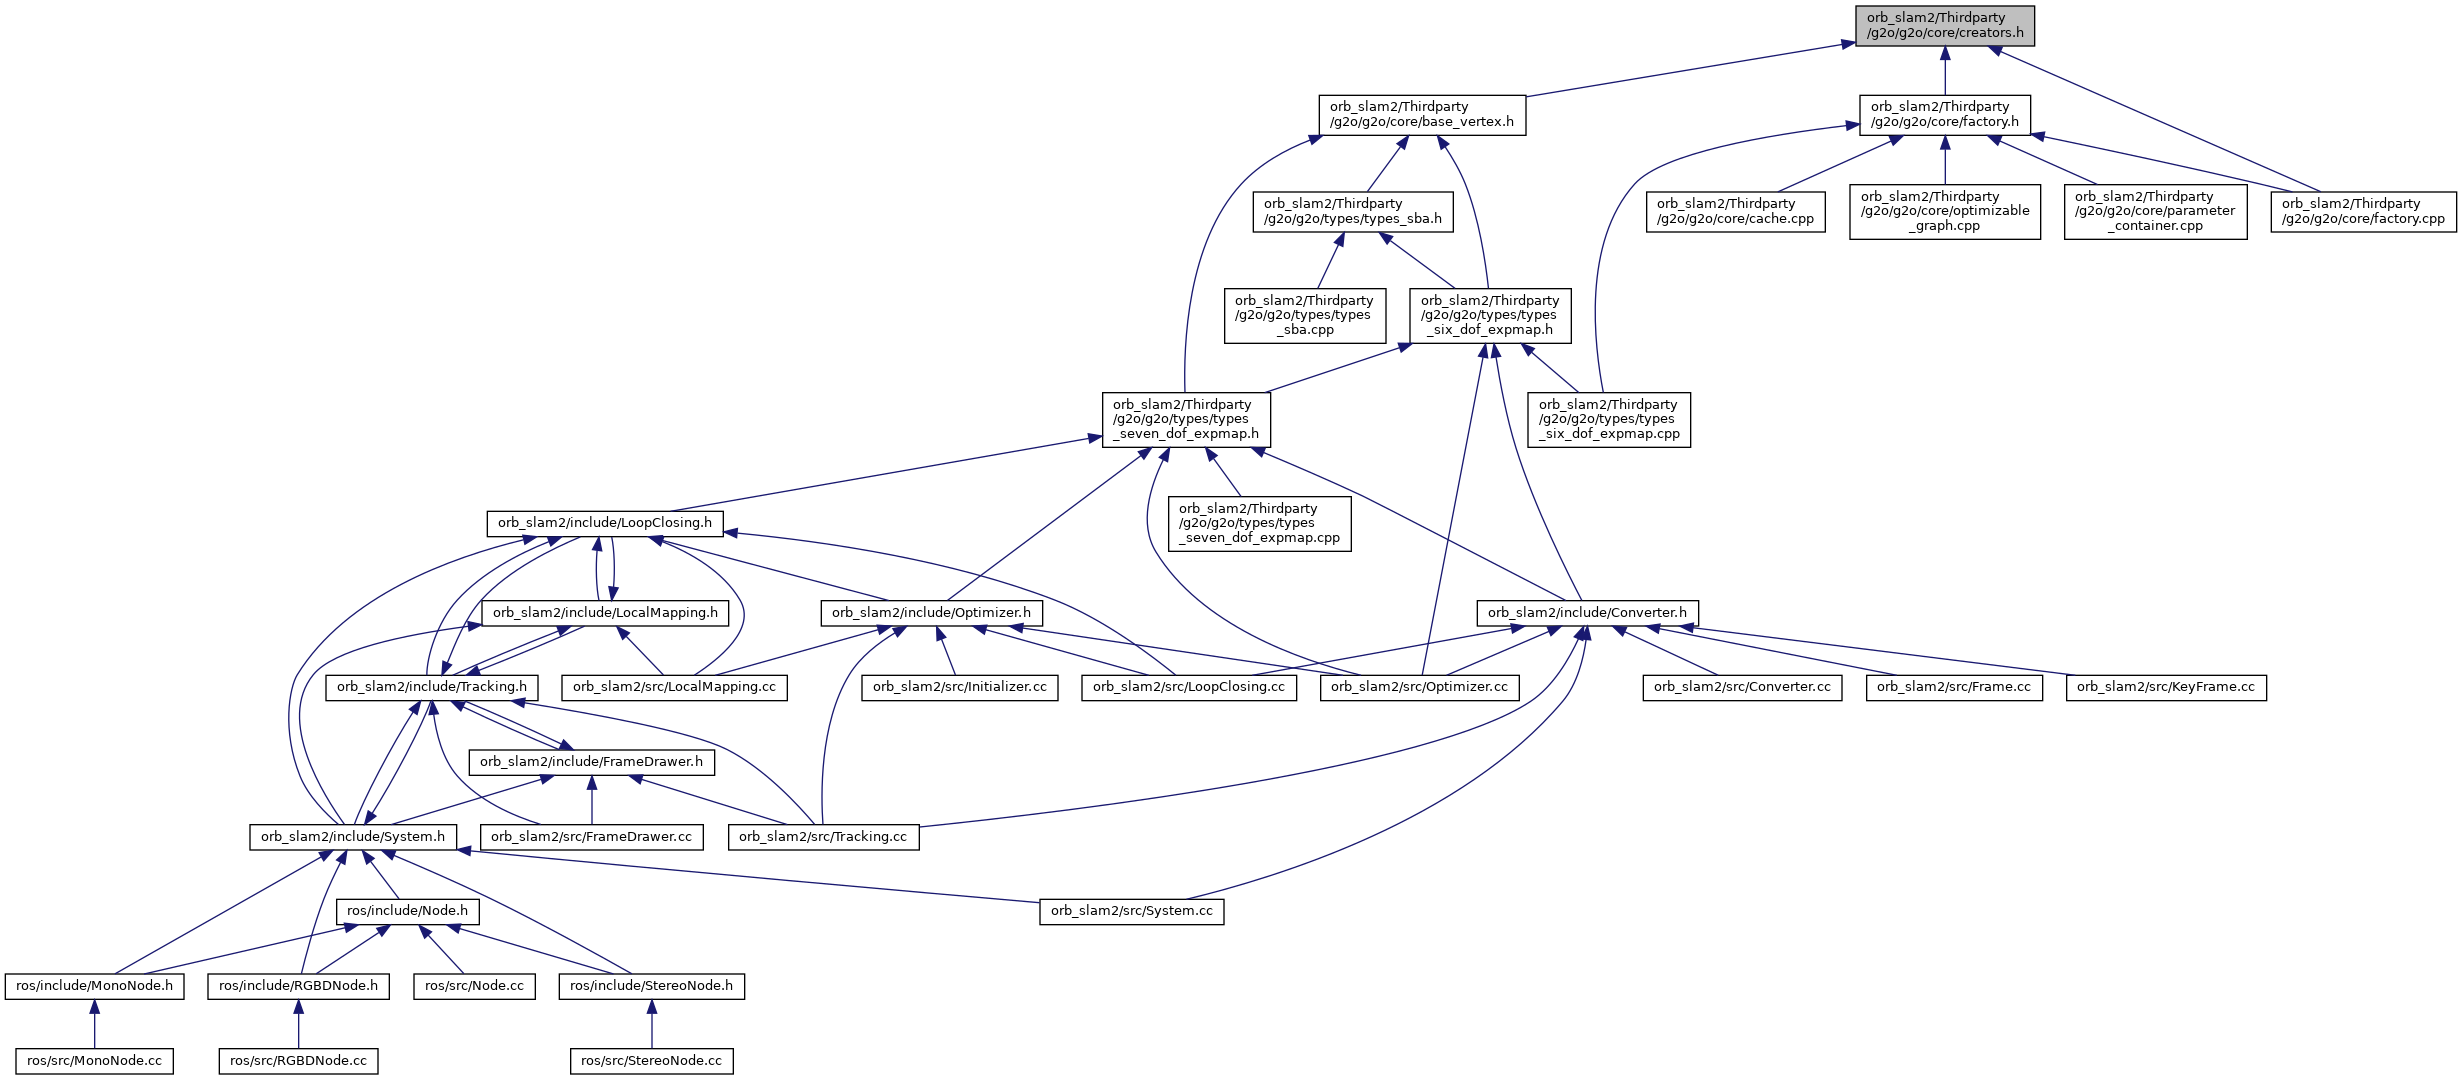 orb_slam2/Thirdparty
/g2o/g2o/core/creators.h
orb_slam2/Thirdparty
/g2o/g2o/core/base_vertex.h
orb_slam2/Thirdparty
/g2o/g2o/core/factory.h
orb_slam2/Thirdparty
/g2o/g2o/types/types_sba.h
orb_slam2/Thirdparty
/g2o/g2o/core/cache.cpp
orb_slam2/Thirdparty
/g2o/g2o/core/optimizable
_graph.cpp
orb_slam2/Thirdparty
/g2o/g2o/core/parameter
_container.cpp
orb_slam2/Thirdparty
/g2o/g2o/core/factory.cpp
orb_slam2/Thirdparty
/g2o/g2o/types/types
_sba.cpp
orb_slam2/Thirdparty
/g2o/g2o/types/types
_six_dof_expmap.h
orb_slam2/Thirdparty
/g2o/g2o/types/types
_seven_dof_expmap.h
orb_slam2/Thirdparty
/g2o/g2o/types/types
_six_dof_expmap.cpp
orb_slam2/include/LoopClosing.h
orb_slam2/Thirdparty
/g2o/g2o/types/types
_seven_dof_expmap.cpp
orb_slam2/include/LocalMapping.h
orb_slam2/include/Optimizer.h
orb_slam2/include/Converter.h
orb_slam2/include/Tracking.h
orb_slam2/src/LocalMapping.cc
orb_slam2/src/Initializer.cc
orb_slam2/src/LoopClosing.cc
orb_slam2/src/Optimizer.cc
orb_slam2/src/Converter.cc
orb_slam2/src/Frame.cc
orb_slam2/src/KeyFrame.cc
orb_slam2/include/FrameDrawer.h
orb_slam2/include/System.h
orb_slam2/src/FrameDrawer.cc
orb_slam2/src/Tracking.cc
ros/include/Node.h
orb_slam2/src/System.cc
ros/include/MonoNode.h
ros/include/RGBDNode.h
ros/src/Node.cc
ros/include/StereoNode.h
ros/src/MonoNode.cc
ros/src/RGBDNode.cc
ros/src/StereoNode.cc